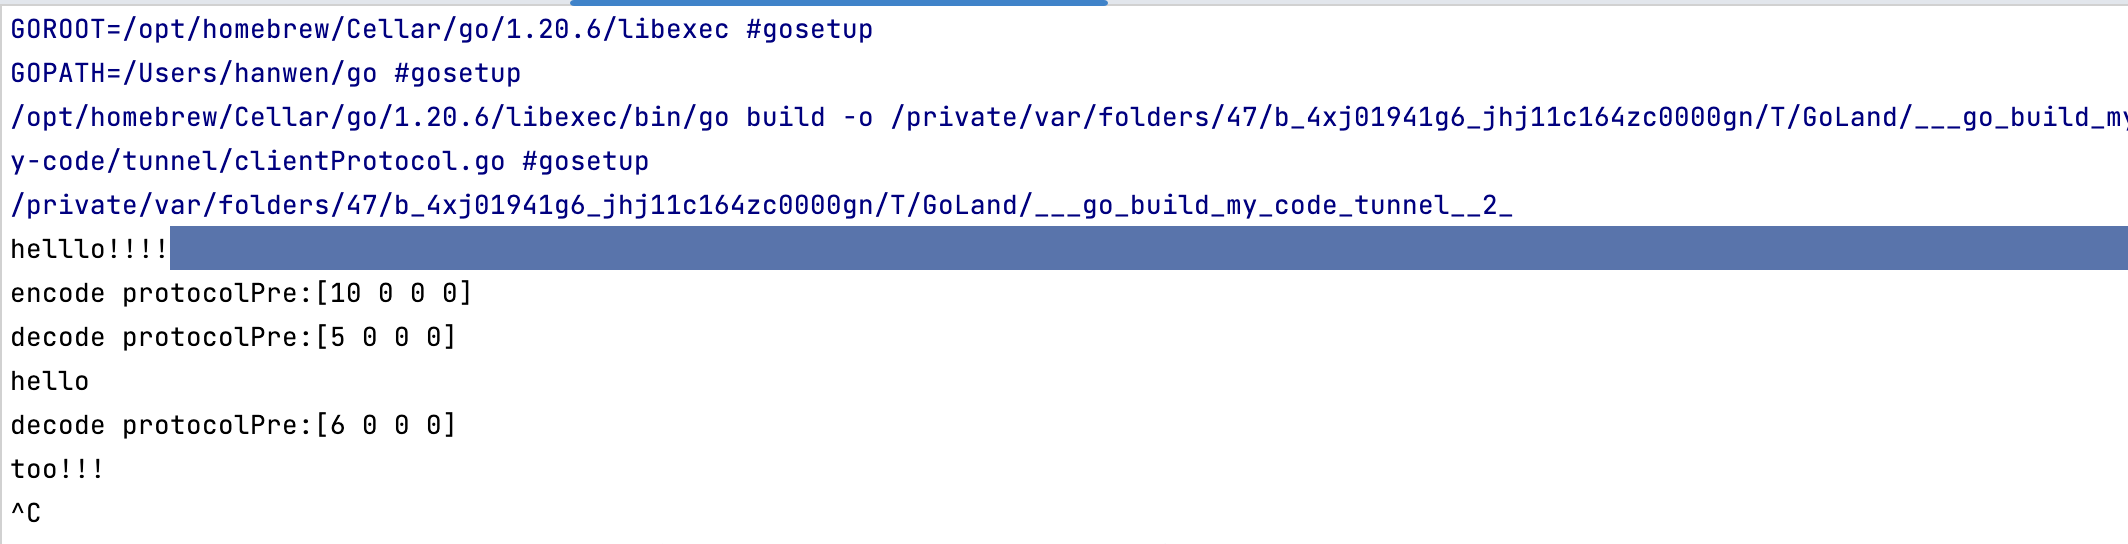 GOROOT=/opt/homebrew/Cellar/go/1.20.6/libexec #gosetup
GOPATH=/Users/hanwen/go #gosetup
/opt/homebrew/Cellar/go/1.20.6/libexec/bin/go build -o /private/var/folders/47/b_4xj01941g6_jhj11c164zc0000gn/T/GoLand/___go_build_my
y-code/tunnel/clientProtocol.go #gosetup
/private/var/folders/47/b_4xj01941g6_jhj11c164zc0000gn/T/GoLand/___go_build_my_code_tunnel__2_
helllo!!!!
encode protocolPre:[10 0 0 0]
decode protocolPre:[5 0 0 0]
hello
decode protocolPre:[6 0 0 0]
too!!!
^C